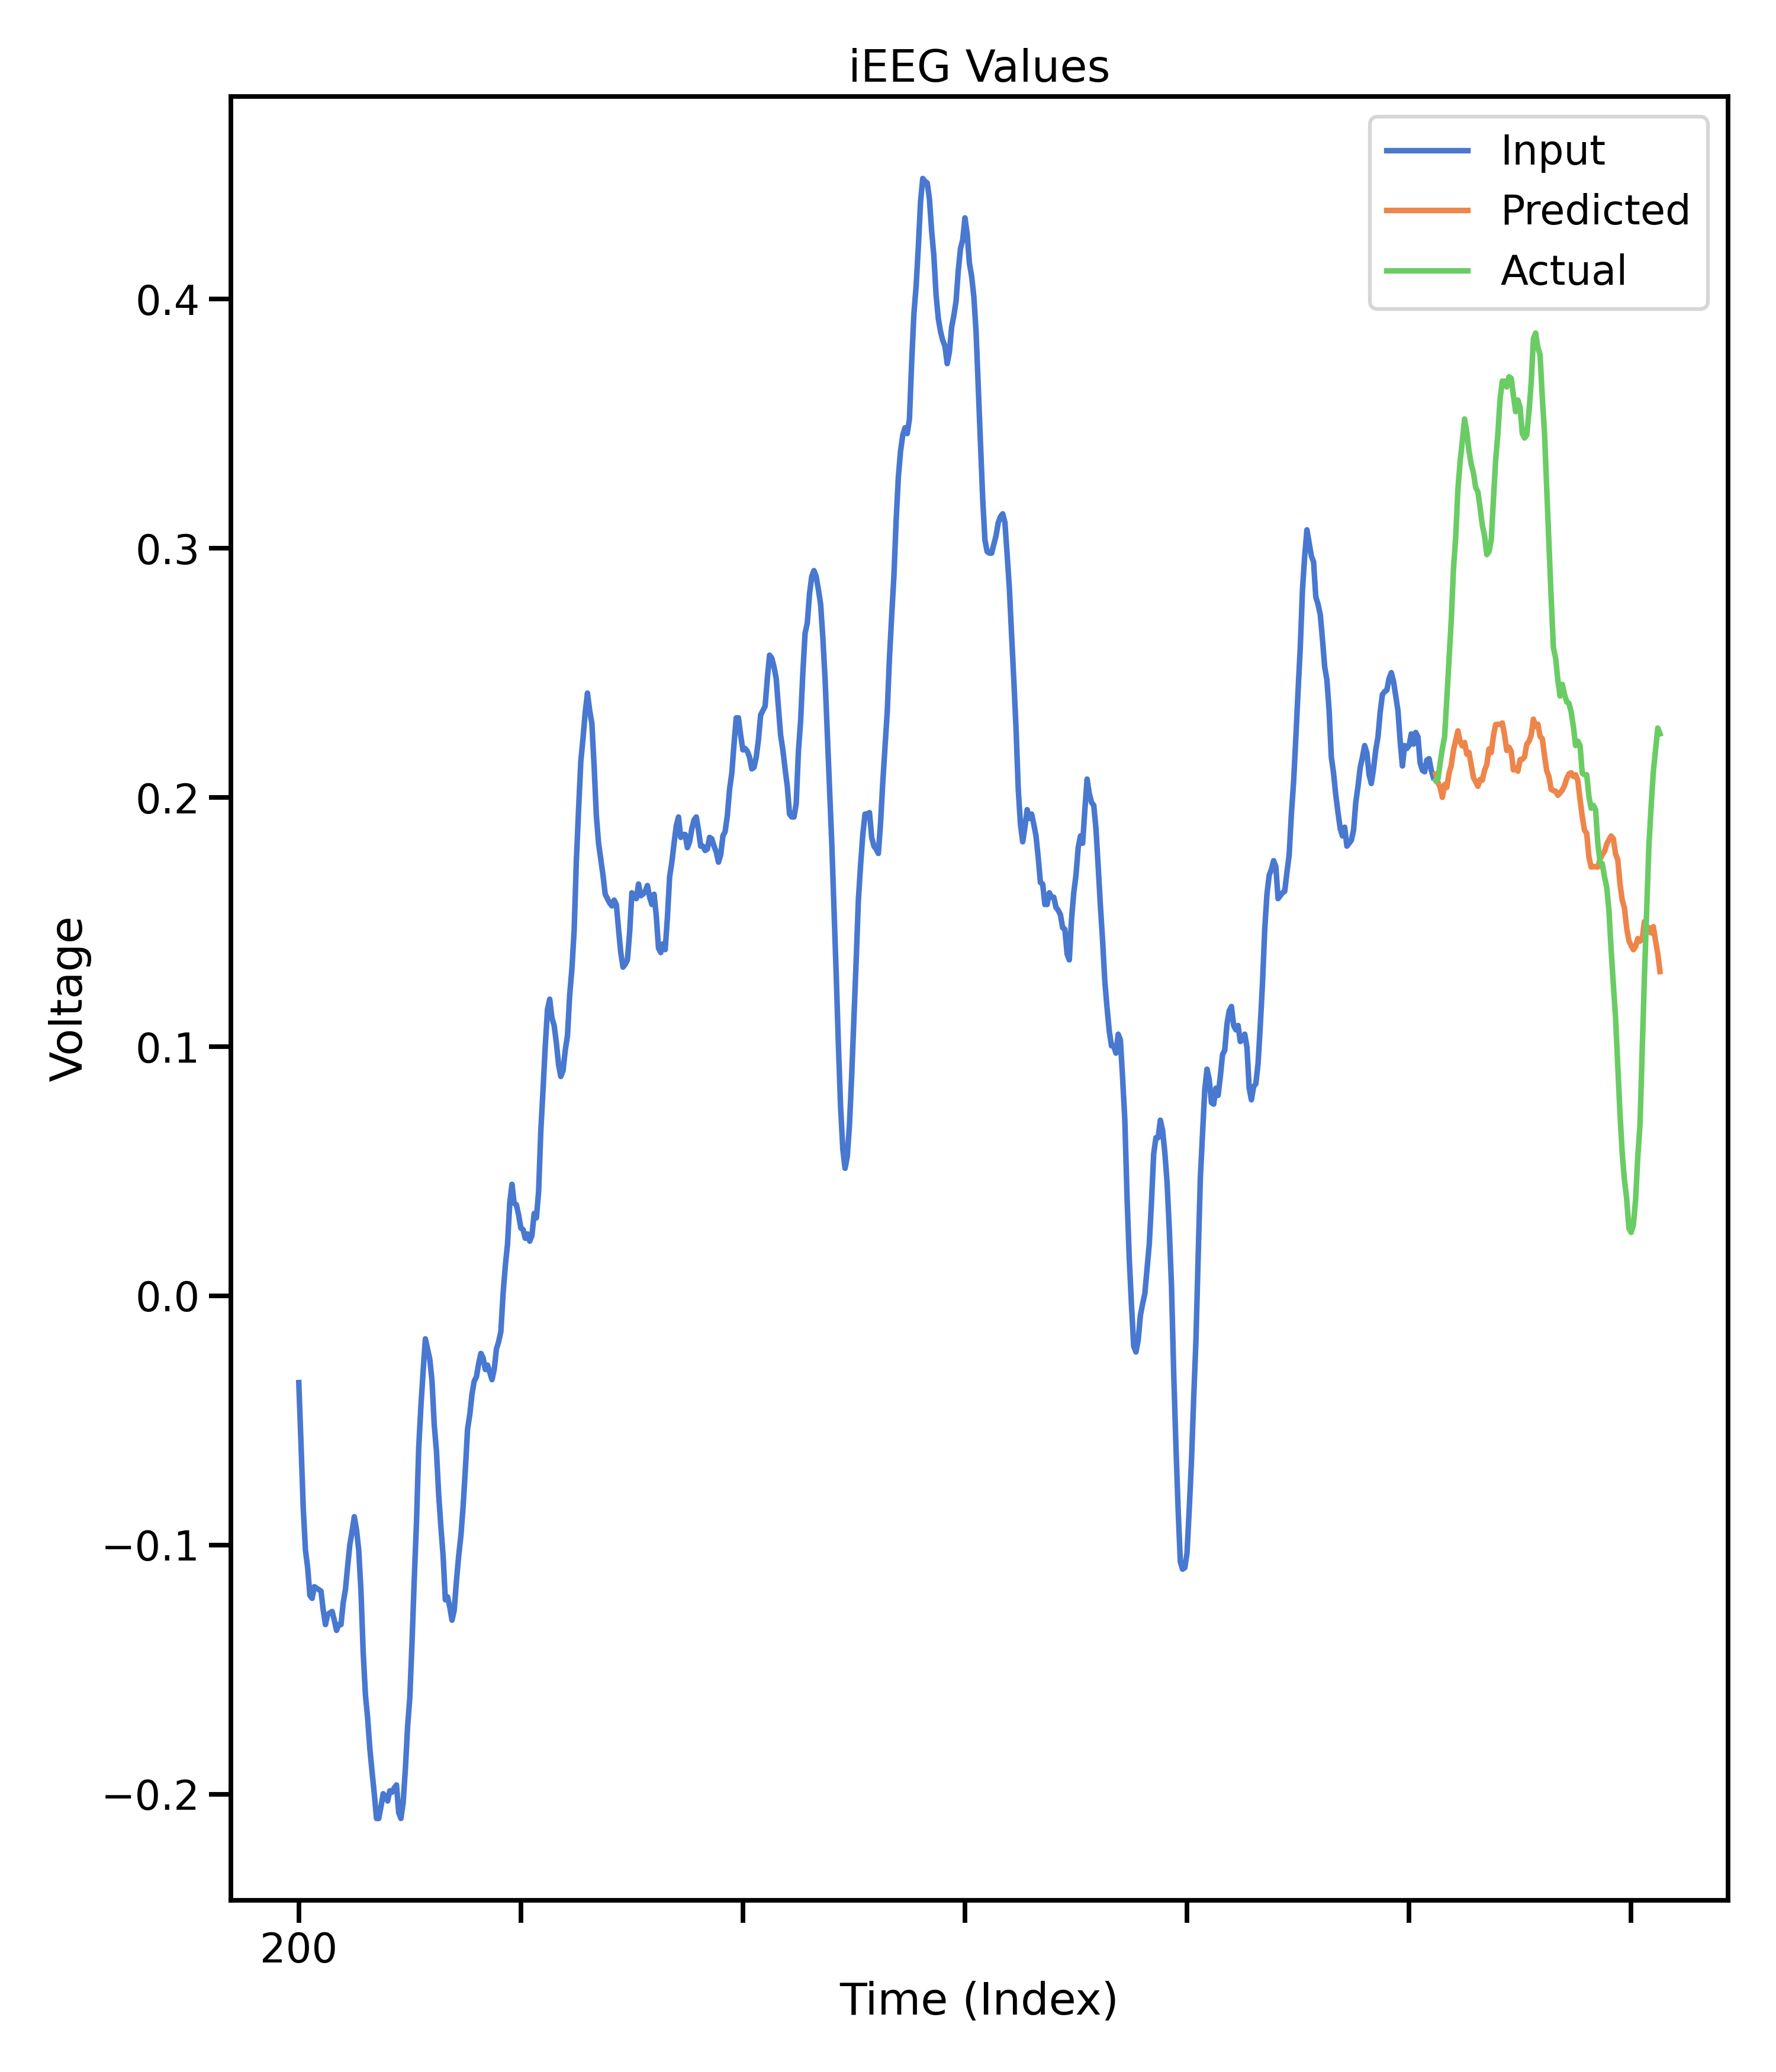 iEEG Values
Input
Predicted
Actual
0.4
0.3
0.2
0.1
0.0
−0.1
−0.2
Voltage
200
Time (Index)